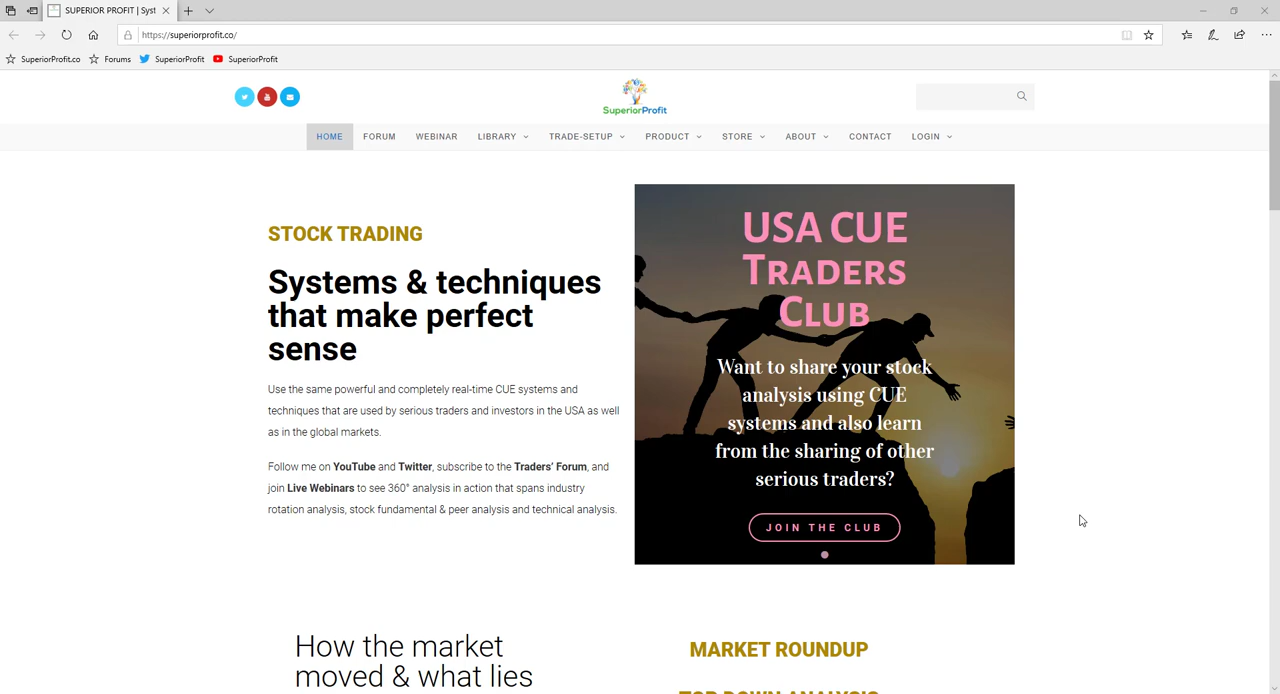 SUPERIOR PROFIT | Syst
https://superiorprofit.co/
SuperiorProfit.co Forums SuperiorProfit SuperiorProfit
SuperiorProfit
HOME FORUM WEBINAR LIBRARY TRADE-SETUP PRODUCT STORE ABOUT CONTACT LOGIN
STOCK TRADING
Systems & techniques
that make perfect
sense
Use the same powerful and completely real-time CUE systems and
techniques that are used by serious traders and investors in the USA as well
as in the global markets.
Follow me on YouTube and Twitter, subscribe to the Traders’ Forum, and
join Live Webinars to see 360° analysis in action that spans industry
rotation analysis, stock fundamental & peer analysis and technical analysis.
USA CUE
TRADERS
CLUB
Want to share your stock
analysis using CUE
systems and also learn
from the sharing of other
serious traders?
JOIN THE CLUB
How the market
moved & what lies
MARKET ROUNDUP
TOP DOWN ANALYSIS